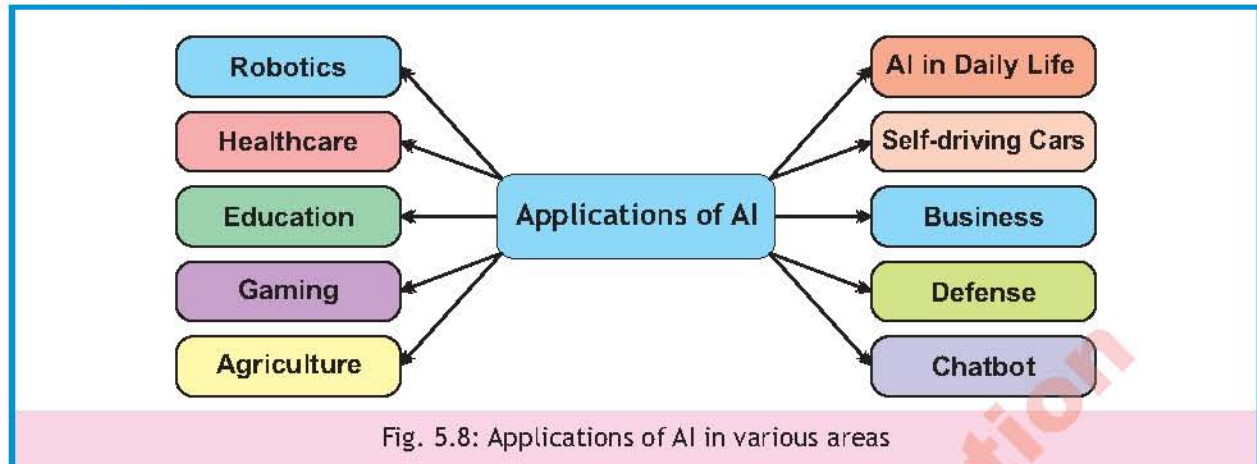 Robotics
Healthcare
Education
Gaming
Agriculture
Applications of AI
AI in Daily Life
Self-driving Cars
Business
Defense
Chatbot
Fig. 5.8: Applications of AI in various areas